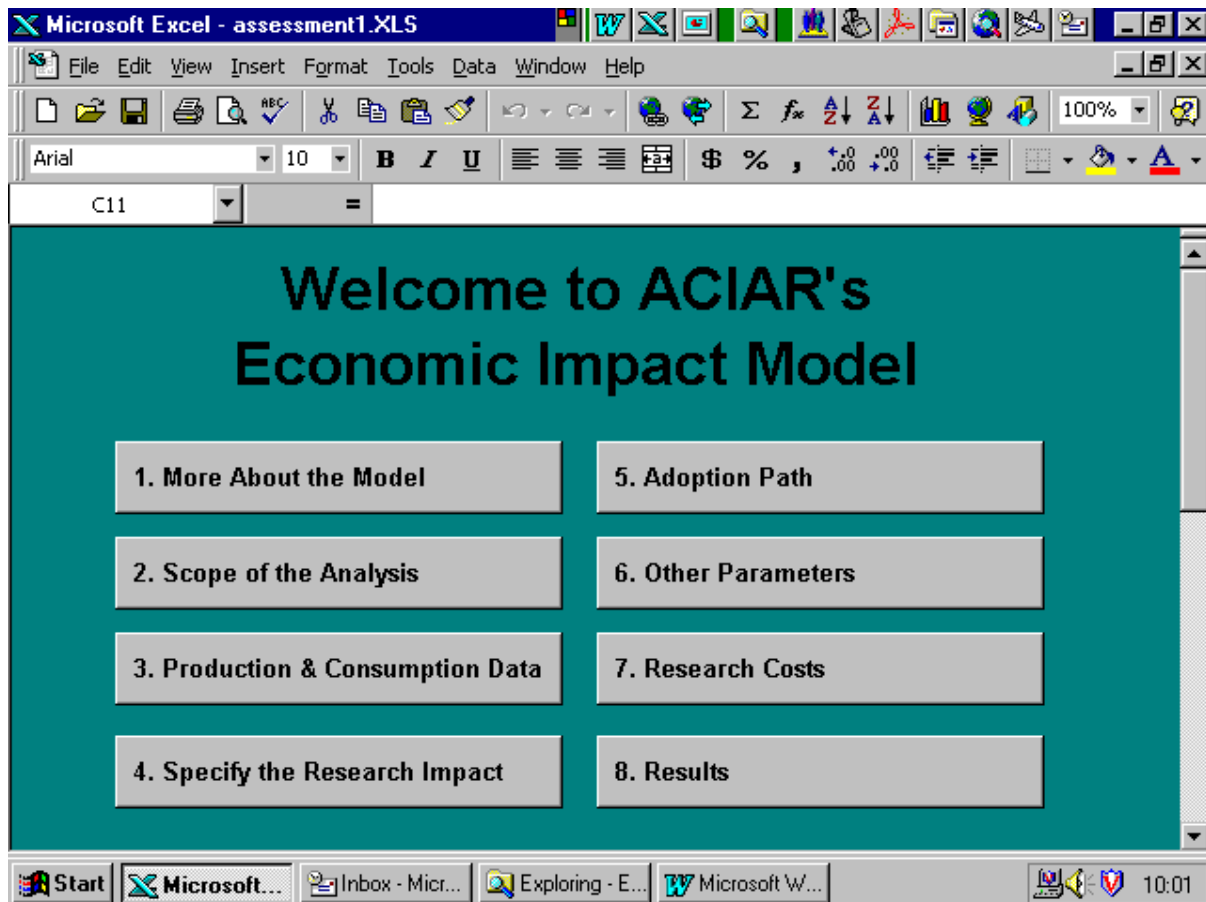 Microsoft Excel - assessment1.XLS
File Edit View Insert Format Tools Data Window Help
100%
Arial 10 B I U $ % ,
C11 =
Welcome to ACIAR's
Economic Impact Model
1. More About the Model
5. Adoption Path
2. Scope of the Analysis
6. Other Parameters
3. Production & Consumption Data
7. Research Costs
4. Specify the Research Impact
8. Results
Start Microsoft... Inbox - Micr... Exploring - E... Microsoft W... 10:01